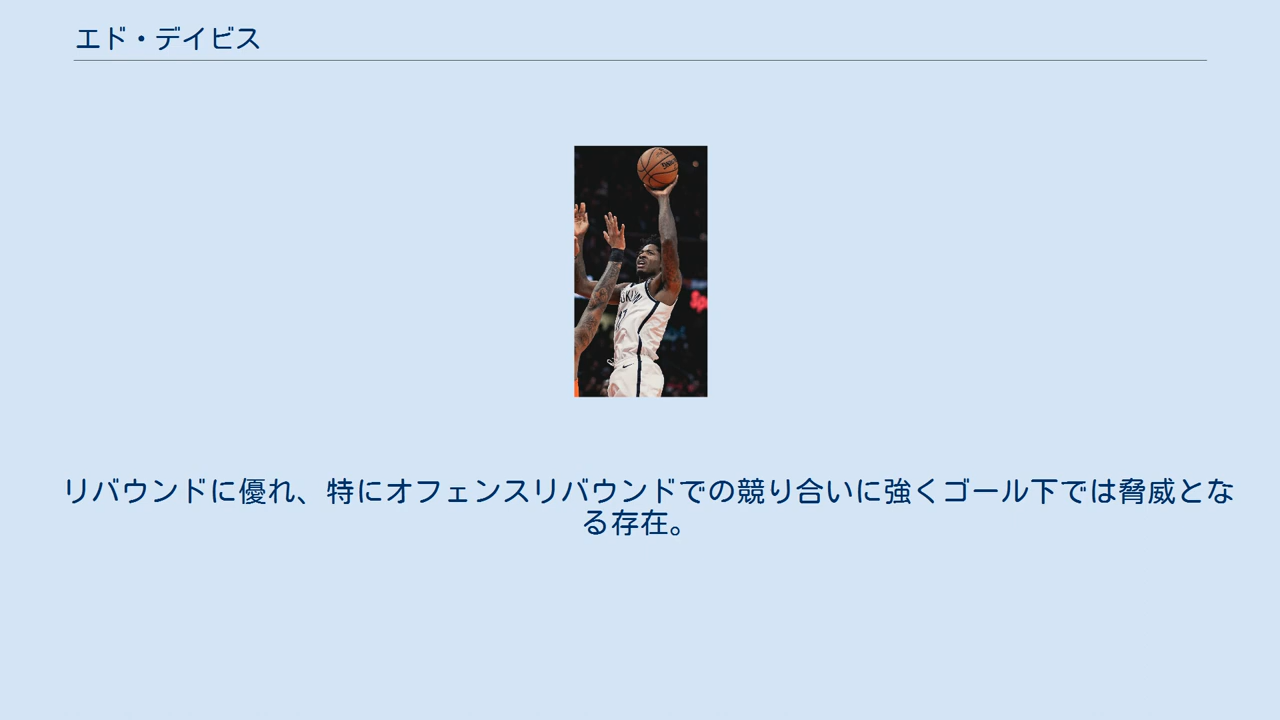 エド・デイビス
リバウンドに優れ、特にオフェンスリバウンドでの競り合いに強くゴール下では脅威とな
る存在。